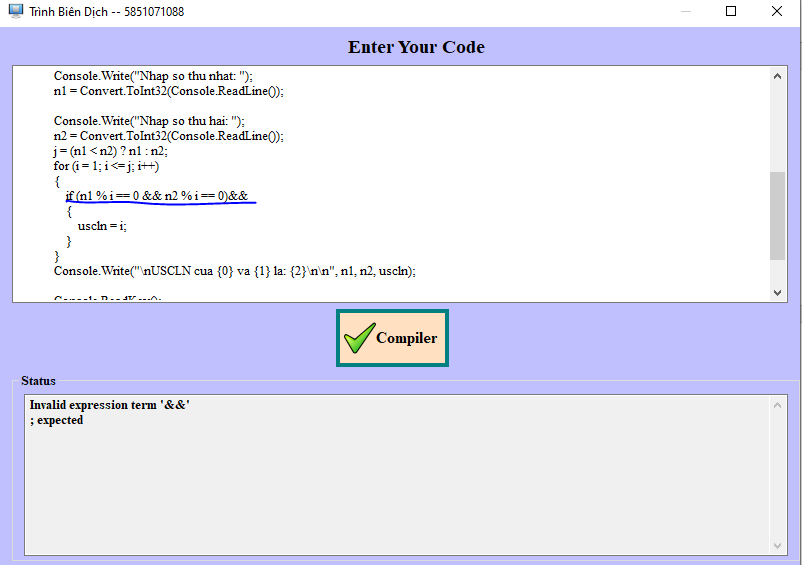 Trình Biên Dịch -- 5851071088
Enter Your Code
Console.Write("Nhap so thu nhat: ");
n1 = Convert.ToInt32(Console.ReadLine());
Console.Write("Nhap so thu hai: ");
n2 = Convert.ToInt32(Console.ReadLine());
j = (n1 < n2) ? n1 : n2;
for (i = 1; i <= j; i++)
{
if (n1 % i == 0 && n2 % i == 0)&&
{
uscln = i;
}
}
Console.Write("\nUSCLN cua {0} va {1} la: {2}\n\n", n1, n2, uscln);
Compiler
Status
Invalid expression term '&&'
; expected